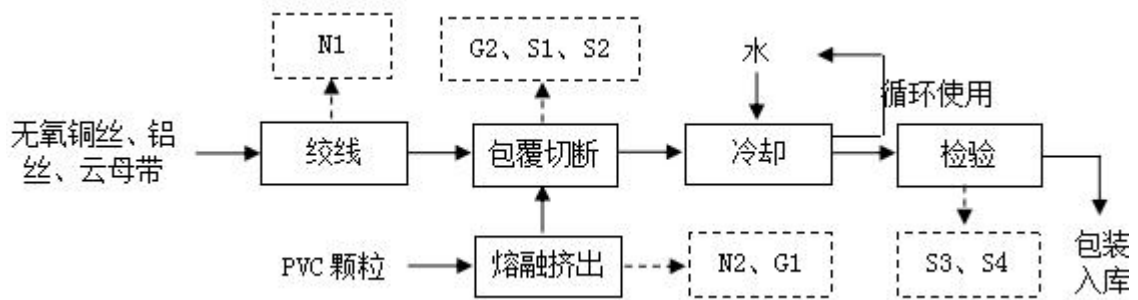 N1
G2、S1、S2
水
循环使用
无氧铜丝、铝
丝、云母带
绞线
包覆切断
冷却
检验
PVC 颗粒
熔融挤出
N2、G1
S3、S4
包装
入库